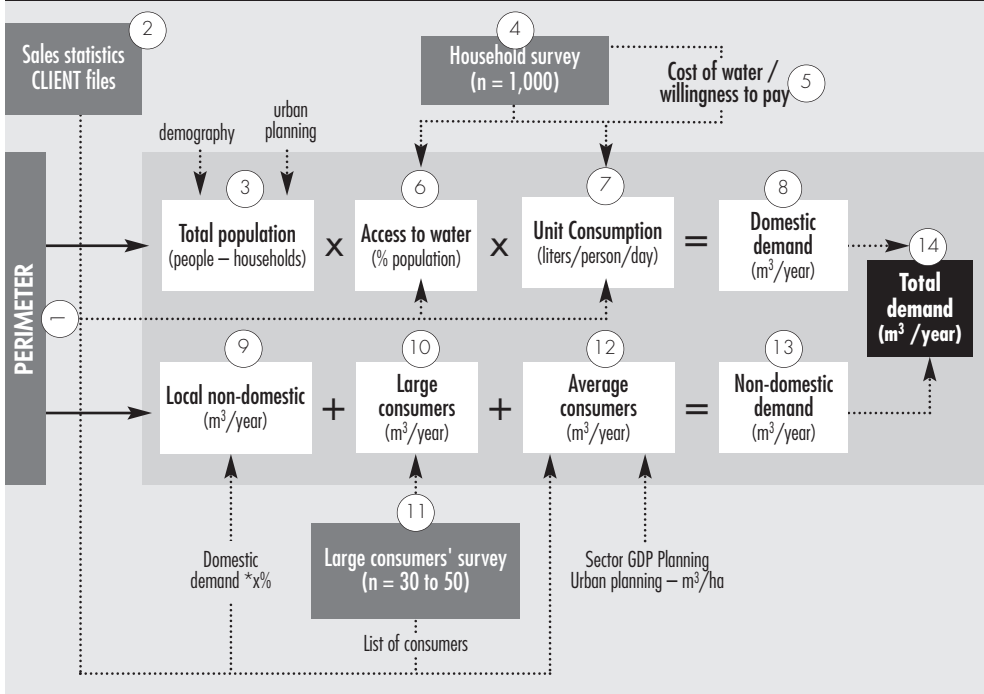 2
Sales statistics
CLIENT files
4
Household survey
(n = 1,000)
Cost of water /
willingness to pay
5
demography
urban
planning
PERIMETER
1
3
Total population
(people – households)
x
6
Access to water
(% population)
x
7
Unit Consumption
(liters/person/day)
=
8
Domestic
demand
(m³/year)
14
Total
demand
(m³ /year)
9
Local non-domestic
(m³/year)
+
10
Large
consumers
(m³/year)
+
12
Average
consumers
(m³/year)
=
13
Non-domestic
demand
(m³/year)
Domestic
demand *x%
11
Large consumers' survey
(n = 30 to 50)
List of consumers
Sector GDP Planning
Urban planning – m³/ha